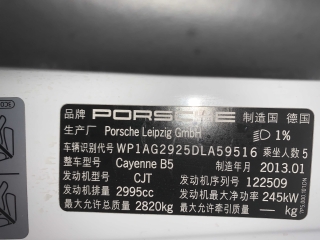 品牌 PORSCHE 制造国 德国
生产厂 Porsche Leipzig GmbH 1%
车辆识别代号 WP1AG2925DLA59516 乘坐人数 5
整车型号 Cayenne B5 制造年月 2013.01
发动机型号 CJT 发动机序列号 122509
发动机排量 2995cc 发动机最大净功率 245kW
最大允许总质量 2820kg 最大允许牵引质量 — kg